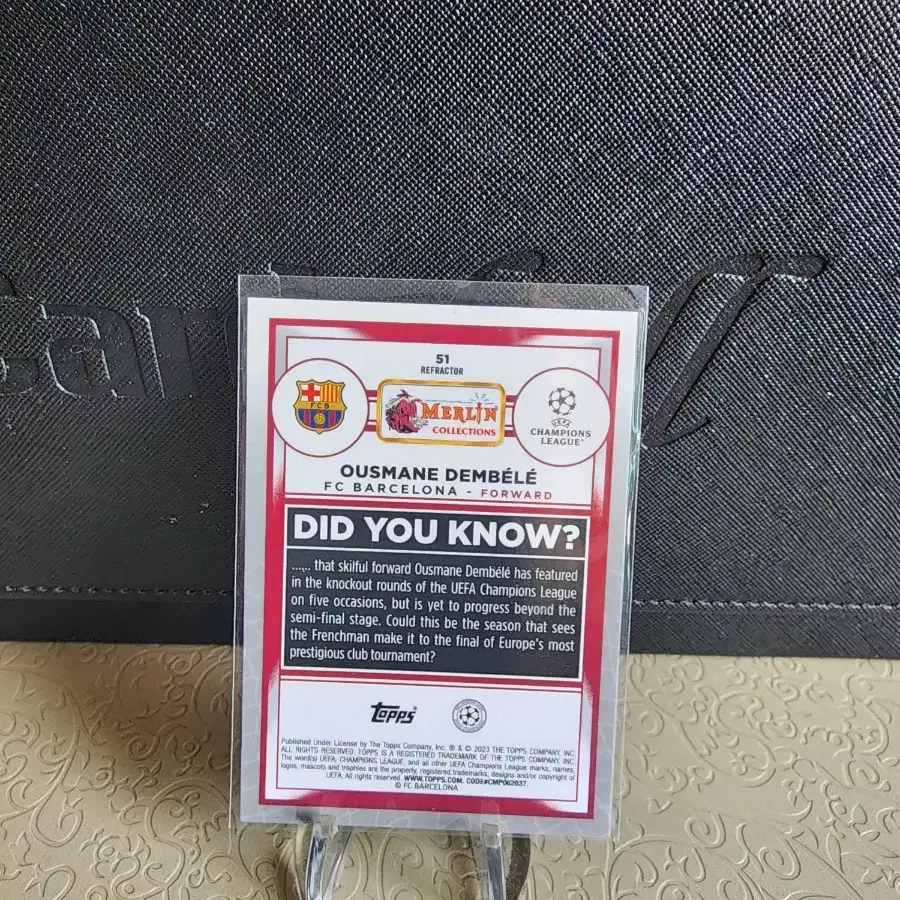 51
REFRACTOR
FCB
MERLIN
COLLECTIONS
UEFA
CHAMPIONS
LEAGUE
OUSMANE DEMBÉLÉ
FC BARCELONA - FORWARD
DID YOU KNOW?
...... that skilful forward Ousmane Dembélé has featured
in the knockout rounds of the UEFA Champions League
on five occasions, but is yet to progress beyond the
semi-final stage. Could this be the season that sees
the Frenchman make it to the final of Europe's most
prestigious club tournament?
topps®
Published Under License by The Topps Company, Inc. ® & © 2023 THE TOPPS COMPANY, INC.
ALL RIGHTS RESERVED. TOPPS IS A REGISTERED TRADEMARK OF THE TOPPS COMPANY, INC.
The word(s) UEFA, CHAMPIONS LEAGUE, and all other UEFA Champions League marks, names,
logos, mascots and trophies are the property, registered trademarks, designs and/or copyright of
UEFA. All rights reserved. WWW.TOPPS.COM. CODE#CMP062037.
© FC BARCELONA